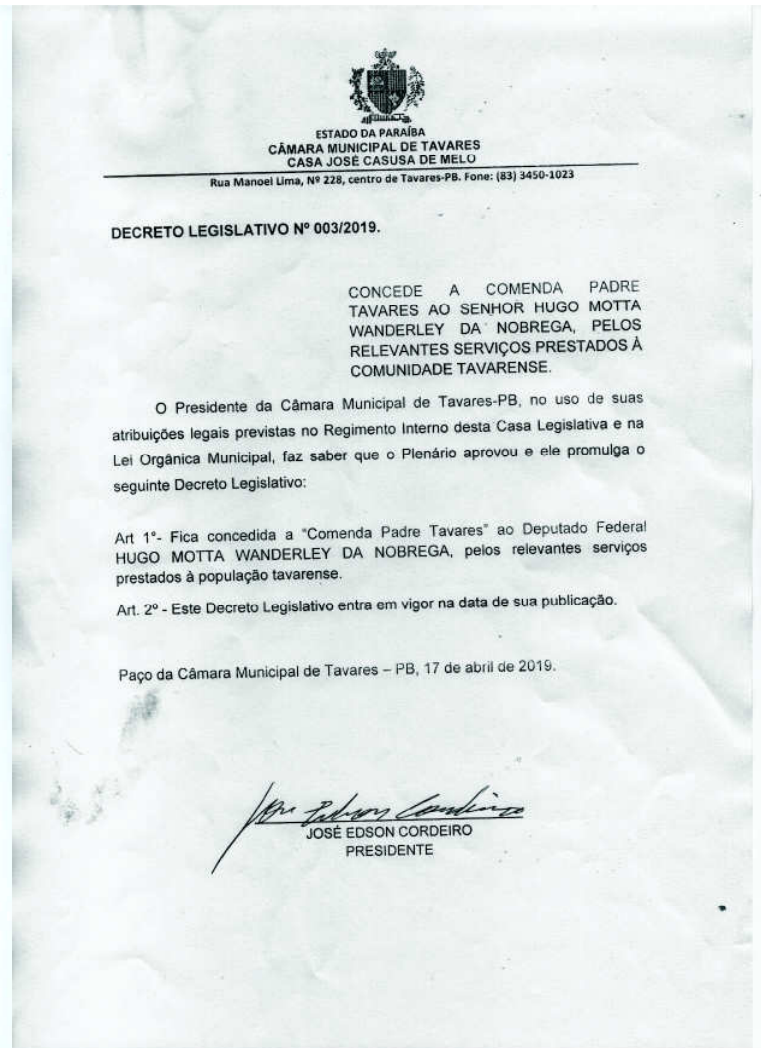 ESTADO DA PARAÍBA
CÂMARA MUNICIPAL DE TAVARES
CASA JOSÉ CASUSA DE MELO
Rua Manoel Lima, Nº 228, centro de Tavares-PB. Fone: (83) 3450-1023
DECRETO LEGISLATIVO Nº 003/2019.
CONCEDE A COMENDA PADRE
TAVARES AO SENHOR HUGO MOTTA
WANDERLEY DA NOBREGA, PELOS
RELEVANTES SERVIÇOS PRESTADOS À
COMUNIDADE TAVARENSE.
O Presidente da Câmara Municipal de Tavares-PB, no uso de suas
atribuições legais previstas no Regimento Interno desta Casa Legislativa e na
Lei Orgânica Municipal, faz saber que o Plenário aprovou e ele promulga o
seguinte Decreto Legislativo:
Art 1°- Fica concedida a “Comenda Padre Tavares” ao Deputado Federal
HUGO MOTTA WANDERLEY DA NOBREGA, pelos relevantes serviços
prestados à população tavarense.
Art. 2º - Este Decreto Legislativo entra em vigor na data de sua publicação.
Paço da Câmara Municipal de Tavares – PB, 17 de abril de 2019.
José Edson Cordeiro
JOSÉ EDSON CORDEIRO
PRESIDENTE